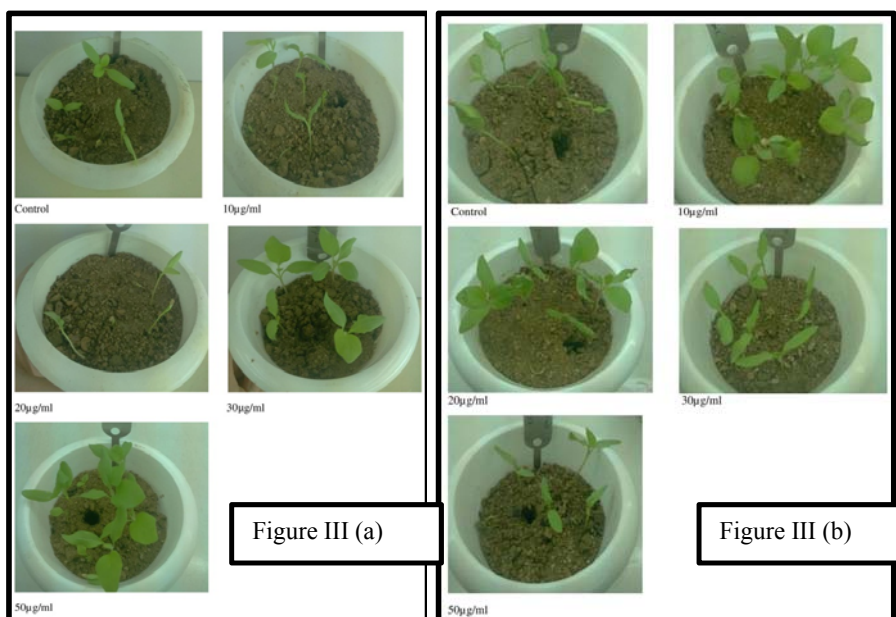 Control
10µg/ml
20µg/ml
30µg/ml
50µg/ml
Figure III (a)
Control
10µg/ml
20µg/ml
30µg/ml
50µg/ml
Figure III (b)